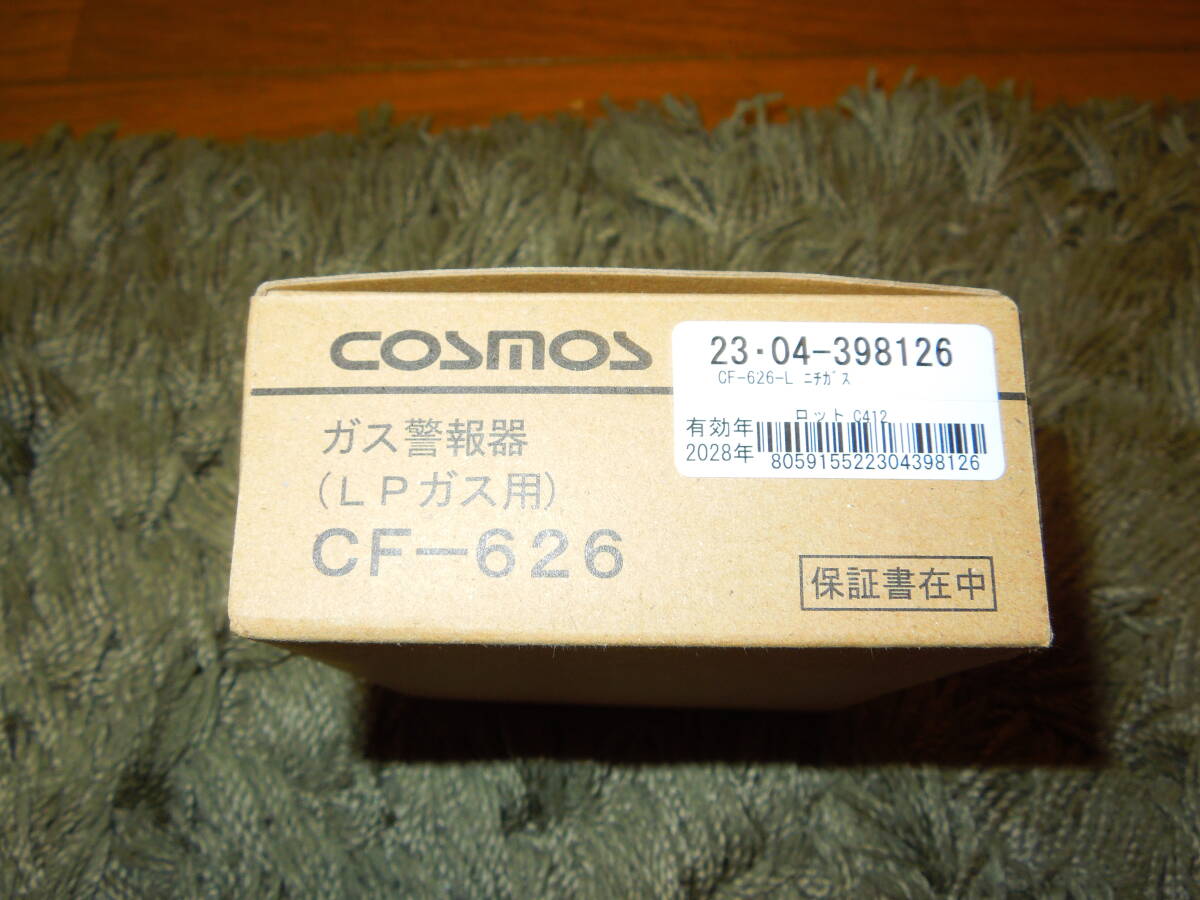 COSMOS
ガス警報器
(LPガス用)
CF-626
23・04-398126
CF-626-L ﾆﾁｶﾞｽ
ロット C412
有効年
2028年
8059155223043​98126
保証書在中